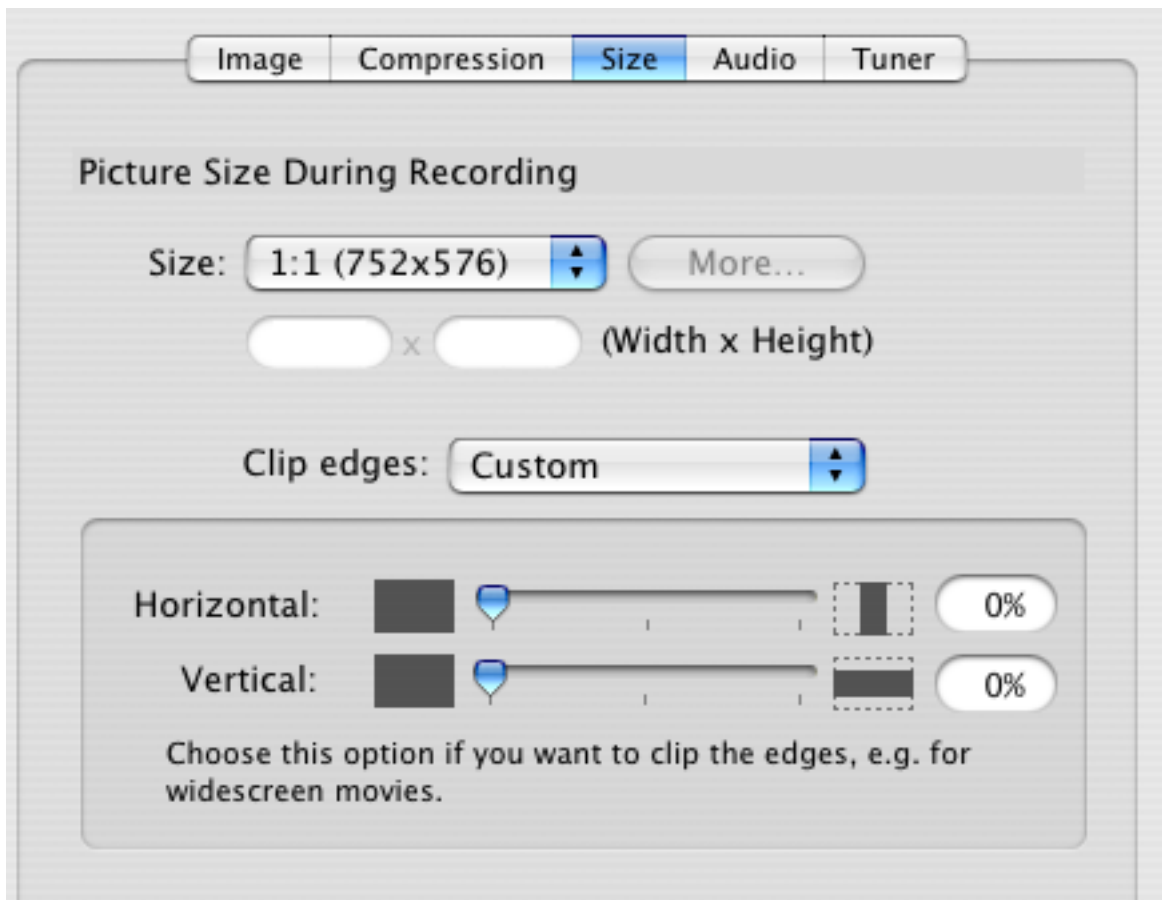 Image Compression Size Audio Tuner
Picture Size During Recording
Size: 1:1 (752x576) More...
x (Width x Height)
Clip edges: Custom
Horizontal: 0%
Vertical: 0%
Choose this option if you want to clip the edges, e.g. for
widescreen movies.